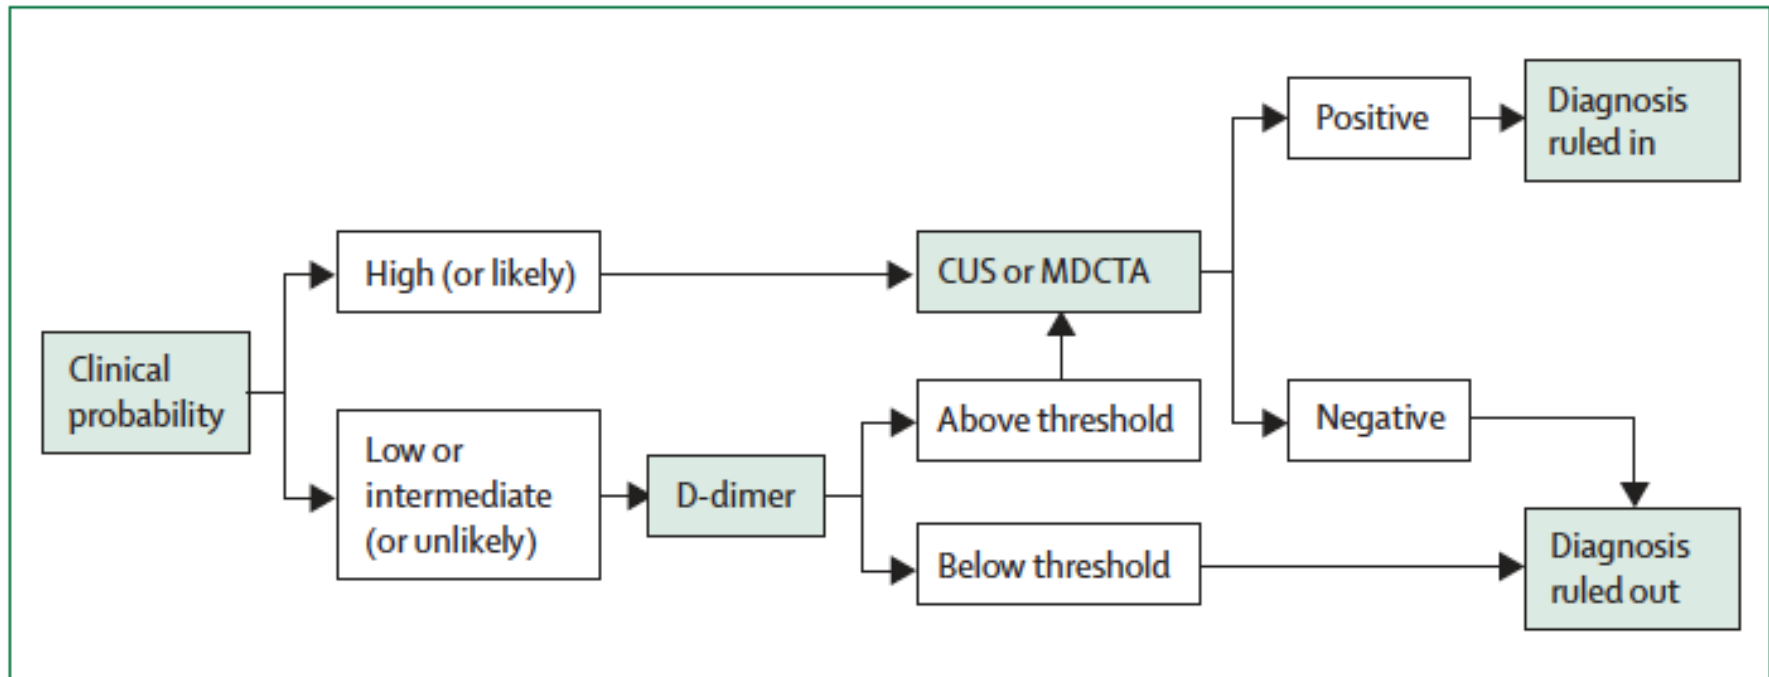 Clinical
probability
High (or likely)
Low or
intermediate
(or unlikely)
D-dimer
CUS or MDCTA
Above threshold
Below threshold
Positive
Negative
Diagnosis
ruled in
Diagnosis
ruled out